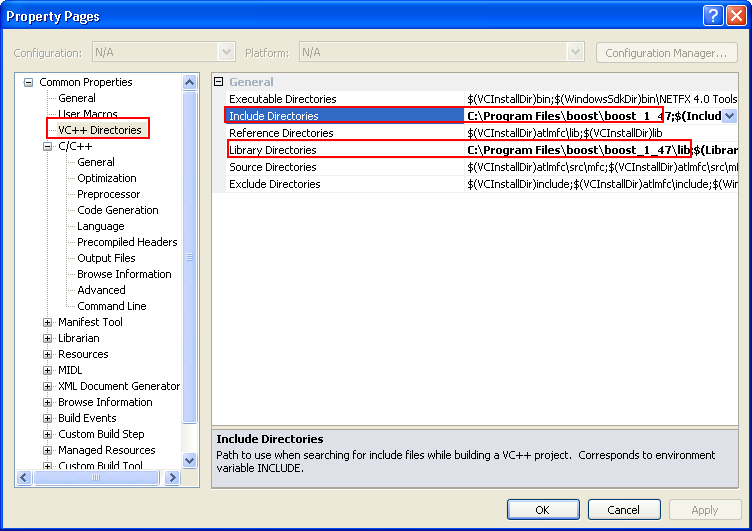 Property Pages
Configuration: N/A Platform: N/A Configuration Manager...
Common Properties
General
User Macros
VC++ Directories
C/C++
General
Optimization
Preprocessor
Code Generation
Language
Precompiled Headers
Output Files
Browse Information
Advanced
Command Line
Manifest Tool
Librarian
Resources
MIDL
XML Document Generator
Browse Information
Build Events
Custom Build Step
Managed Resources
Custom Build Tool
General
Executable Directories $(VCInstallDir)bin;$(WindowsSdkDir)bin\NETFX 4.0 Tools
Include Directories C:\Program Files\boost\boost_1_47;$(Includ
Reference Directories $(VCInstallDir)atlmfc\lib;$(VCInstallDir)lib
Library Directories C:\Program Files\boost\boost_1_47\lib;$(Librar
Source Directories $(VCInstallDir)atlmfc\src\mfc;$(VCInstallDir)atlmfc\src\m
Exclude Directories $(VCInstallDir)include;$(VCInstallDir)atlmfc\include;$(Win
Include Directories
Path to use when searching for include files while building a VC++ project. Corresponds to environment
variable INCLUDE.
OK Cancel Apply